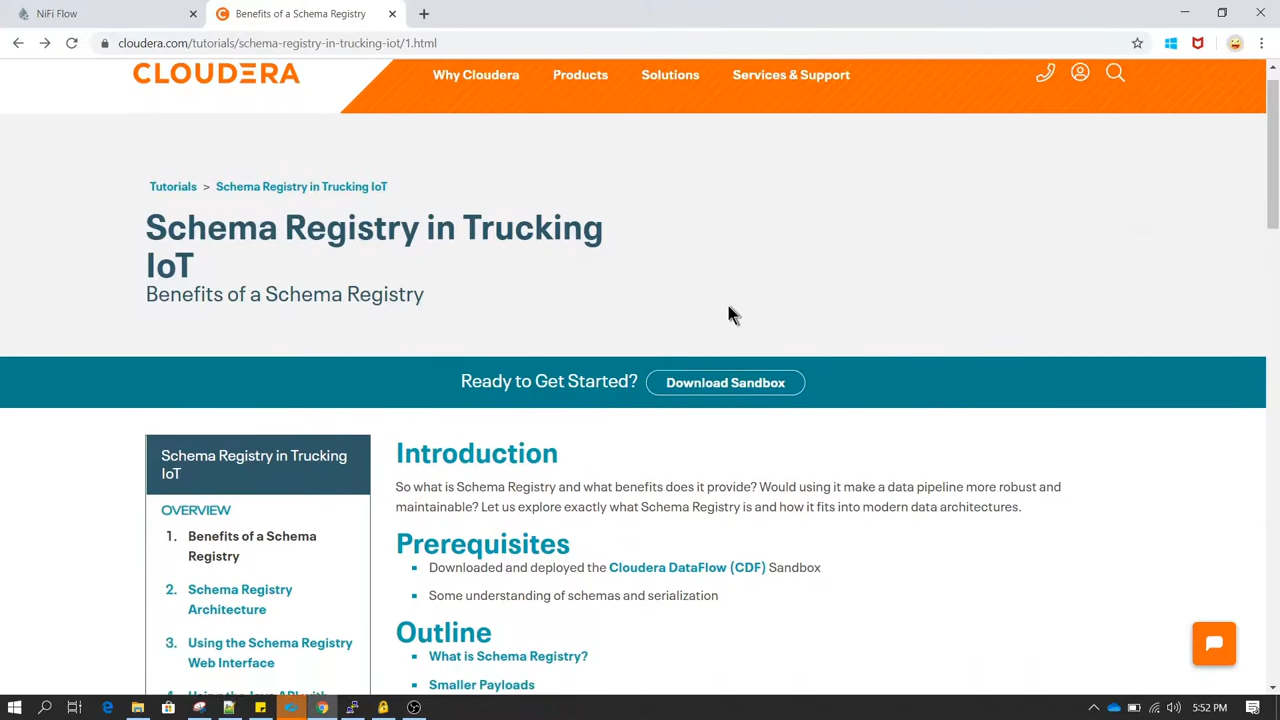 NiFi Flow
Benefits of a Schema Registry
cloudera.com/tutorials/schema-registry-in-trucking-iot/1.html
CLOUDERA
Why Cloudera
Products
Solutions
Services & Support
Tutorials > Schema Registry in Trucking IoT
Schema Registry in Trucking
IoT
Benefits of a Schema Registry
Ready to Get Started?
Download Sandbox
Schema Registry in Trucking
IoT
OVERVIEW
1. Benefits of a Schema
Registry
2. Schema Registry
Architecture
3. Using the Schema Registry
Web Interface
4. Using the Java API with
Introduction
So what is Schema Registry and what benefits does it provide? Would using it make a data pipeline more robust and
maintainable? Let us explore exactly what Schema Registry is and how it fits into modern data architectures.
Prerequisites
Downloaded and deployed the Cloudera DataFlow (CDF) Sandbox
Some understanding of schemas and serialization
Outline
What is Schema Registry?
Smaller Payloads
5:52 PM